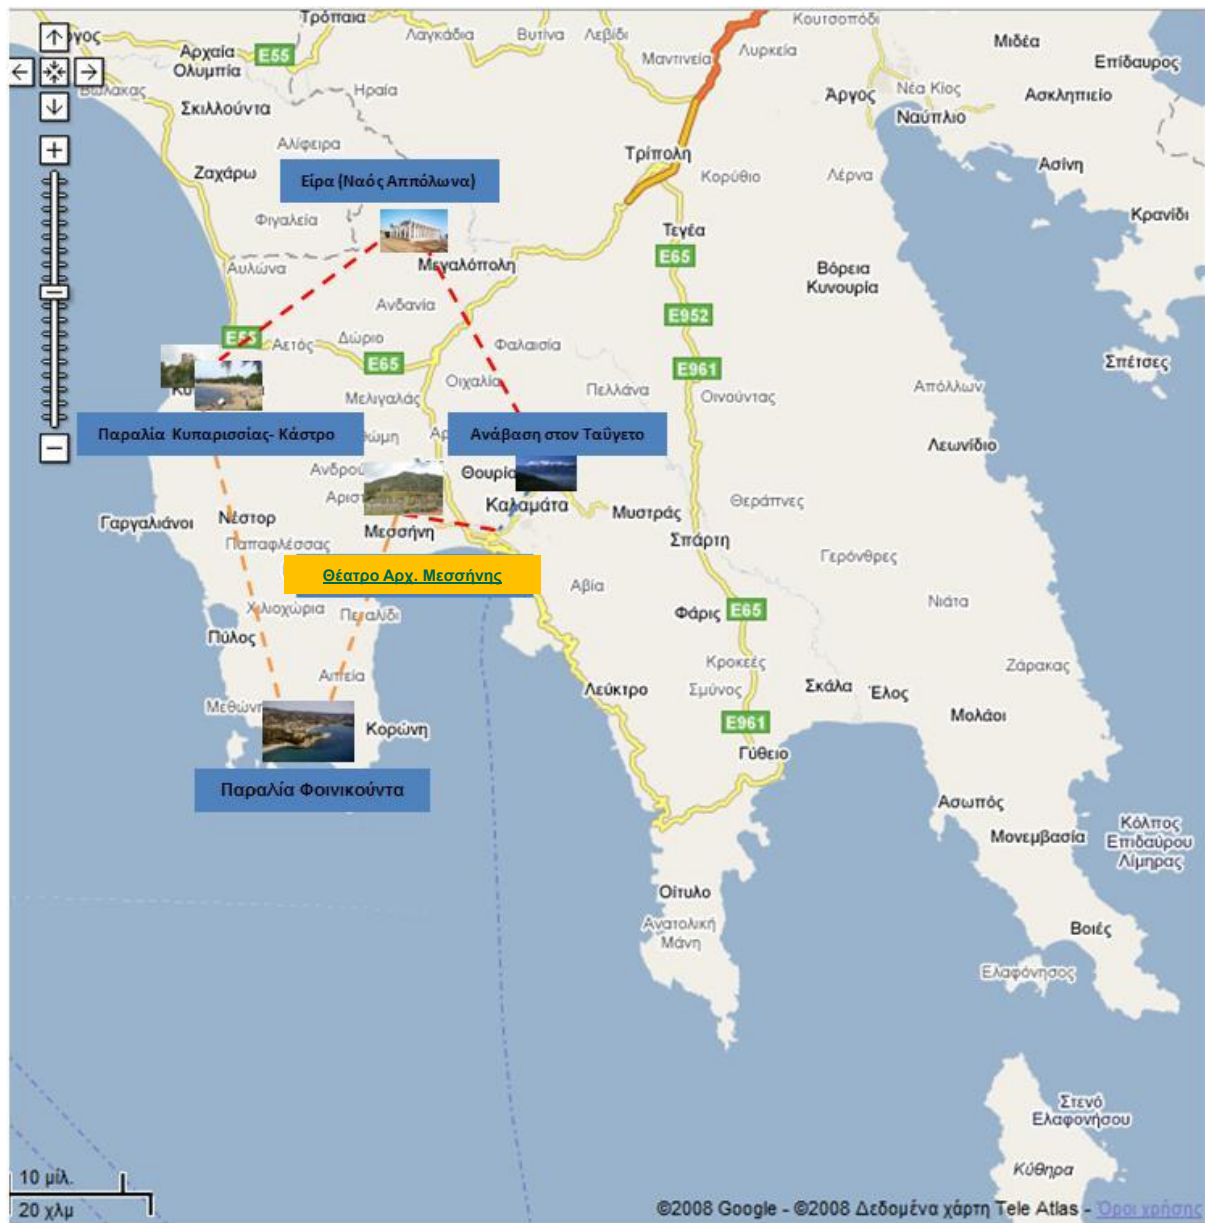 Τρόπαια
Λαγκάδια
Βυτίνα
Λεβίδι
Κουτσοπόδι
Αρχαία
Ολυμπία
E55
Μαντινεία
Λυρκεία
Μιδέα
Επίδαυρος
Βώλακας
Ηραία
Σκιλλούντα
Άργος
Νέα Κίος
Ασκληπιείο
Ναύπλιο
Αλίφειρα
Τρίπολη
Ζαχάρω
Κορύθιο
Λέρνα
Ασίνη
Είρα (Ναός Αππόλωνα)
Φιγαλεία
Κρανίδι
Τεγέα
E65
Αυλώνα
Μεγαλόπολη
Βόρεια
Κυνουρία
Ανδανία
E952
E55
Αετός
Δώριο
E65
Φαλαισία
E961
Σπέτσες
Οιχαλία
Πελλάνα
Οινούντας
Απόλλων
Μελιγαλάς
Παραλία Κυπαρισσίας- Κάστρο
Ανάβαση στον Ταΰγετο
Λεωνίδιο
Θουρία
Καλαμάτα
Μυστράς
Θεράπνες
Γαργαλιάνοι
Νέστορ
Παπαφλέσσας
Μεσσήνη
Σπάρτη
Γερόνθρες
Θέατρο Αρχ. Μεσσήνης
Αβία
Νιάτα
Χιλιοχώρια
Πεταλίδι
Φάρις
E65
Πύλος
Αιπεία
Κροκεές
Ζάρακας
Λεύκτρο
Σμύνος
Σκάλα
Έλος
Μεθώνη
Κορώνη
Μολάοι
E961
Γύθειο
Παραλία Φοινικούντα
Ασωπός
Μονεμβασία
Κόλπος
Επιδαύρου
Λίμηρας
Οίτυλο
Ανατολική
Μάνη
Βοιές
Ελαφόνησος
Στενό
Ελαφονήσου
Κύθηρα
10 μίλ.
20 χλμ
©2008 Google - ©2008 Δεδομένα χάρτη Tele Atlas - Όροι χρήσης